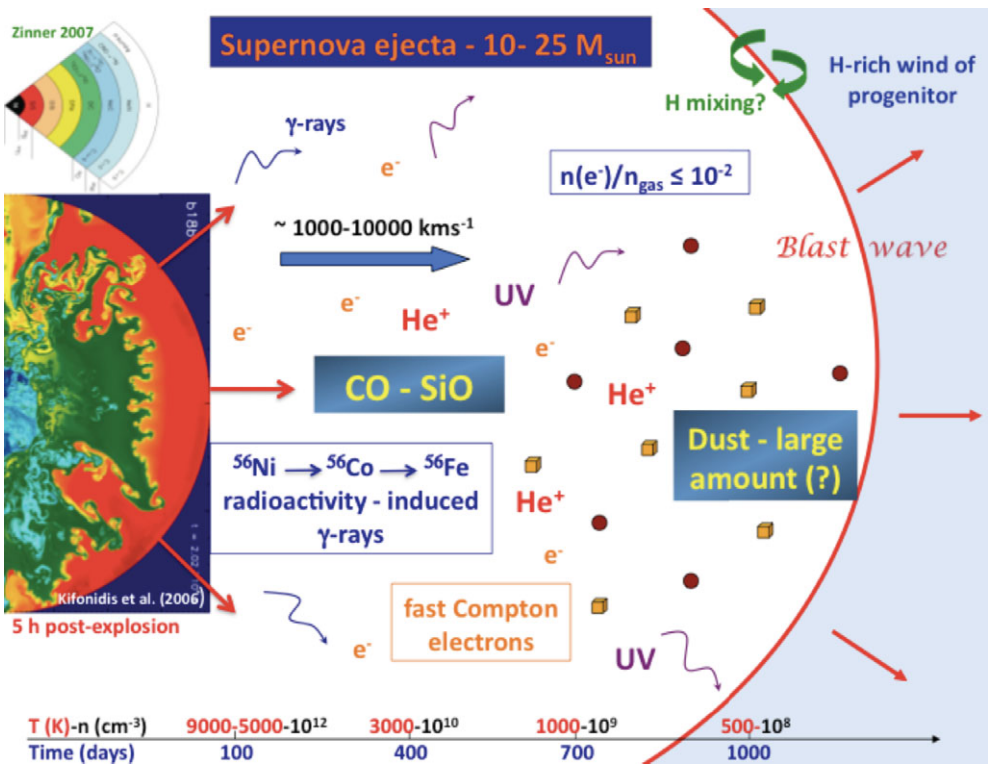 Zinner 2007
Supernova ejecta - 10- 25 M_sun
H mixing?
H-rich wind of
progenitor
γ-rays
e⁻
n(e⁻)/n_gas ≤ 10⁻²
~ 1000-10000 kms⁻¹
Blast wave
b18b
UV
e⁻
He⁺
e⁻
e⁻
CO - SiO
He⁺
Dust - large
amount (?)
⁵⁶Ni → ⁵⁶Co → ⁵⁶Fe
radioactivity - induced
γ-rays
He⁺
e⁻
Kifonidis et al. (2006)
5 h post-explosion
fast Compton
electrons
e⁻
UV
T (K)-n (cm⁻³) 9000-5000-10¹² 3000-10¹⁰ 1000-10⁹ 500-10⁸
Time (days) 100 400 700 1000